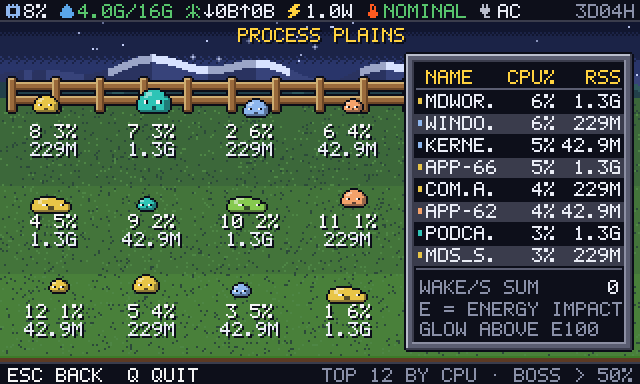 8% 4.0G/16G ↓0B↑0B 1.0W NOMINAL AC 3D04H
PROCESS PLAINS
8 3% 7 3% 2 6% 6 4%
229M 1.3G 229M 42.9M
4 5% 9 2% 10 2% 11 1%
1.3G 42.9M 1.3G 229M
12 1% 5 4% 3 5% 1 6%
42.9M 229M 42.9M 1.3G
NAME CPU% RSS
MDWOR. 6% 1.3G
WINDO. 6% 229M
KERNE. 5% 42.9M
APP-66 5% 1.3G
COM.A. 4% 229M
APP-62 4% 42.9M
PODCA. 3% 1.3G
MDS_S. 3% 229M
WAKE/S SUM 0
E = ENERGY IMPACT
GLOW ABOVE E100
ESC BACK Q QUIT TOP 12 BY CPU · BOSS > 50%